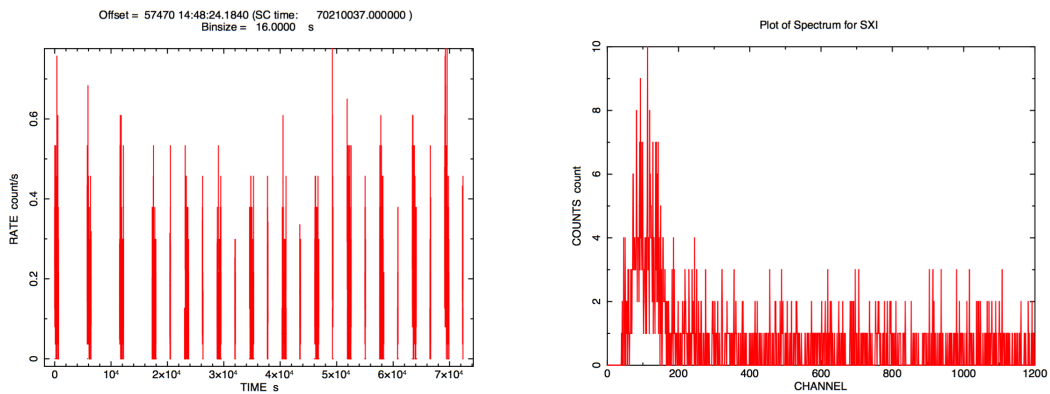 Offset = 57470 14:48:24.1840 (SC time: 70210037.000000 )
Binsize = 16.0000 s
RATE count/s
0.6
0.4
0.2
0
0 10⁴ 2×10⁴ 3×10⁴ 4×10⁴ 5×10⁴ 6×10⁴ 7×10⁴
TIME s
Plot of Spectrum for SXI
COUNTS count
10
8
6
4
2
0
0 200 400 600 800 1000 1200
CHANNEL